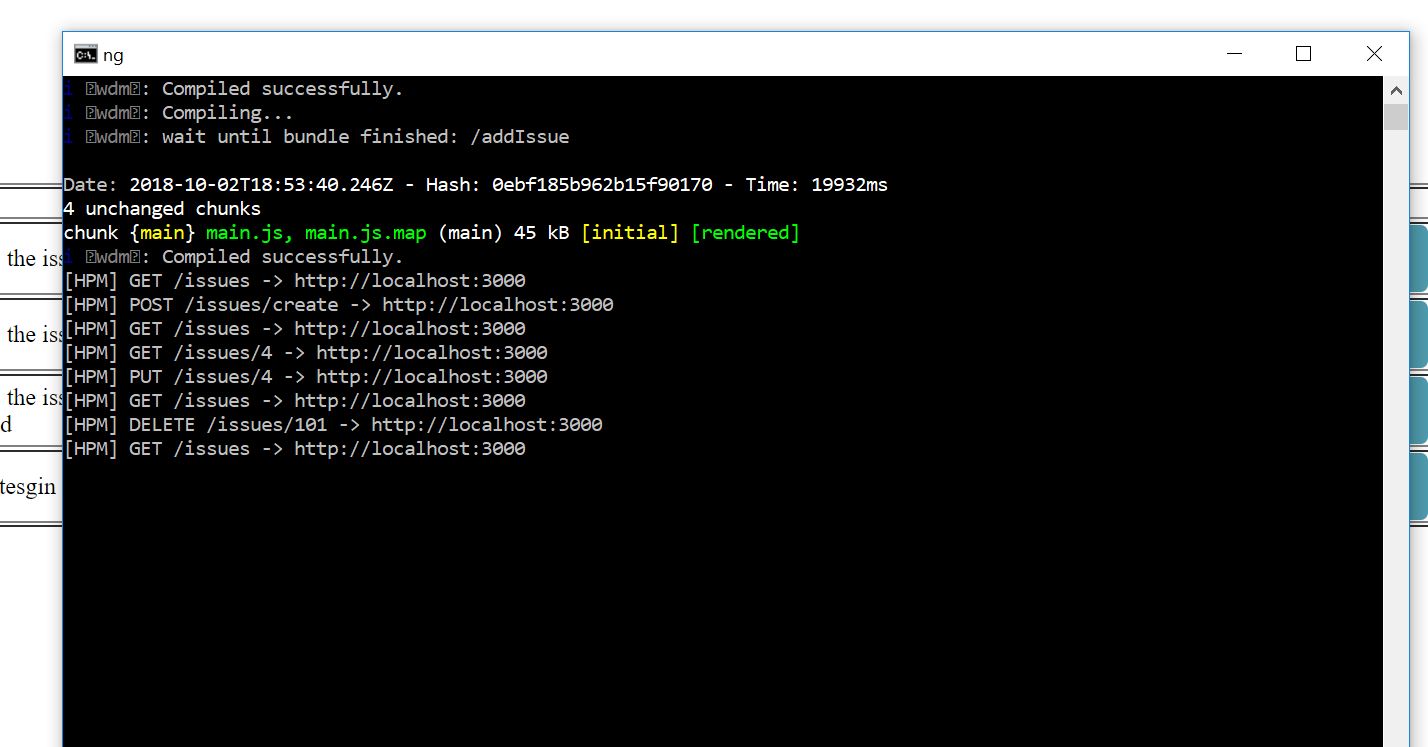 ng
i ⍰wdm⍰: Compiled successfully.
i ⍰wdm⍰: Compiling...
i ⍰wdm⍰: wait until bundle finished: /addIssue
Date: 2018-10-02T18:53:40.246Z - Hash: 0ebf185b962b15f90170 - Time: 19932ms
4 unchanged chunks
chunk {main} main.js, main.js.map (main) 45 kB [initial] [rendered]
i ⍰wdm⍰: Compiled successfully.
[HPM] GET /issues -> http://localhost:3000
[HPM] POST /issues/create -> http://localhost:3000
[HPM] GET /issues -> http://localhost:3000
[HPM] GET /issues/4 -> http://localhost:3000
[HPM] PUT /issues/4 -> http://localhost:3000
[HPM] GET /issues -> http://localhost:3000
[HPM] DELETE /issues/101 -> http://localhost:3000
[HPM] GET /issues -> http://localhost:3000
the iss
the iss
the iss
d
tesgin